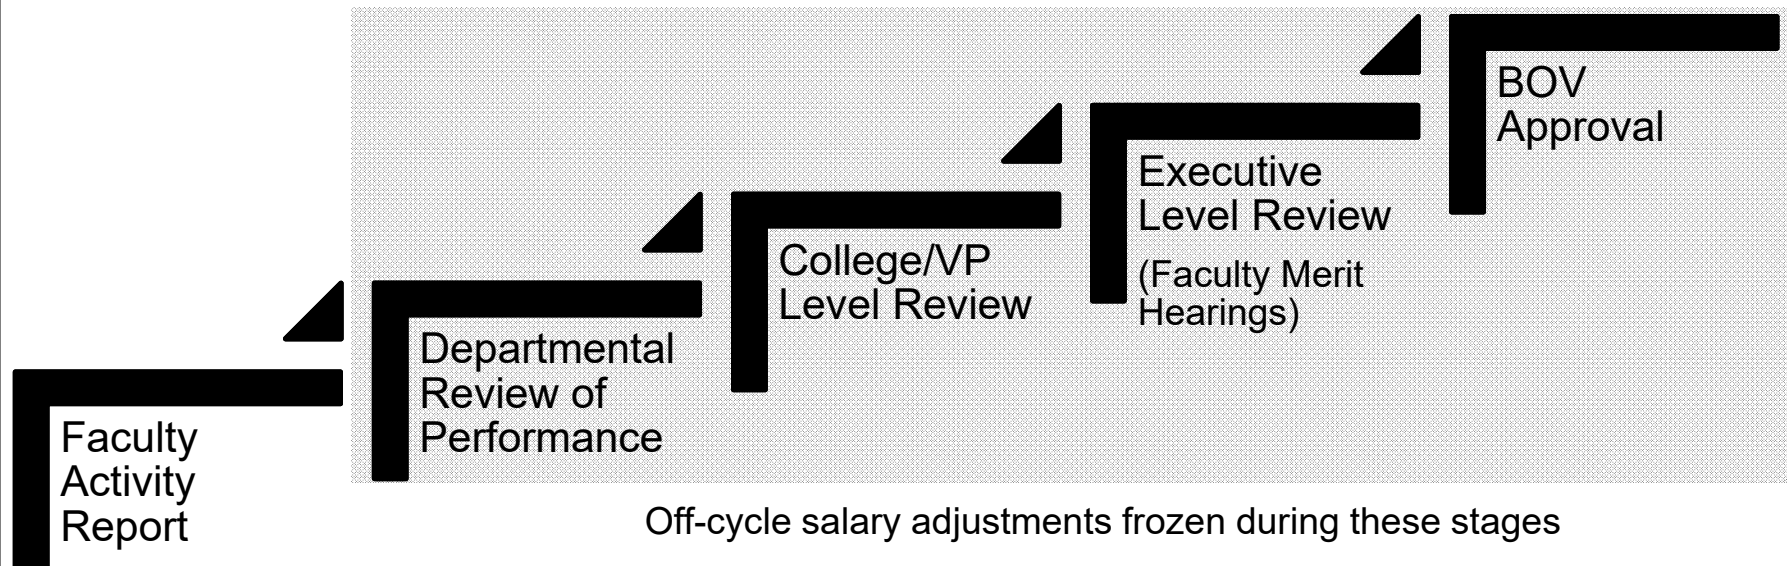 Faculty
Activity
Report
Departmental
Review of
Performance
College/VP
Level Review
Executive
Level Review
(Faculty Merit
Hearings)
BOV
Approval
Off-cycle salary adjustments frozen during these stages